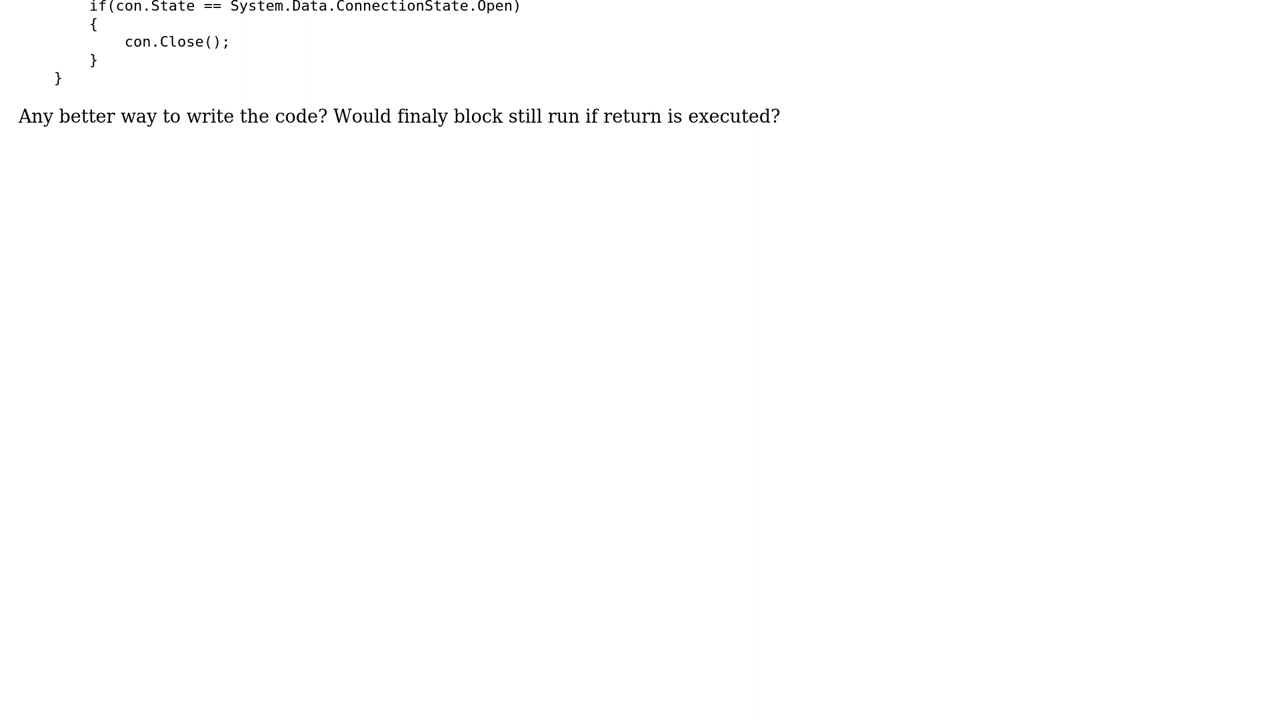 if(con.State == System.Data.ConnectionState.Open)
        {
            con.Close();
        }
    }
Any better way to write the code? Would finaly block still run if return is executed?